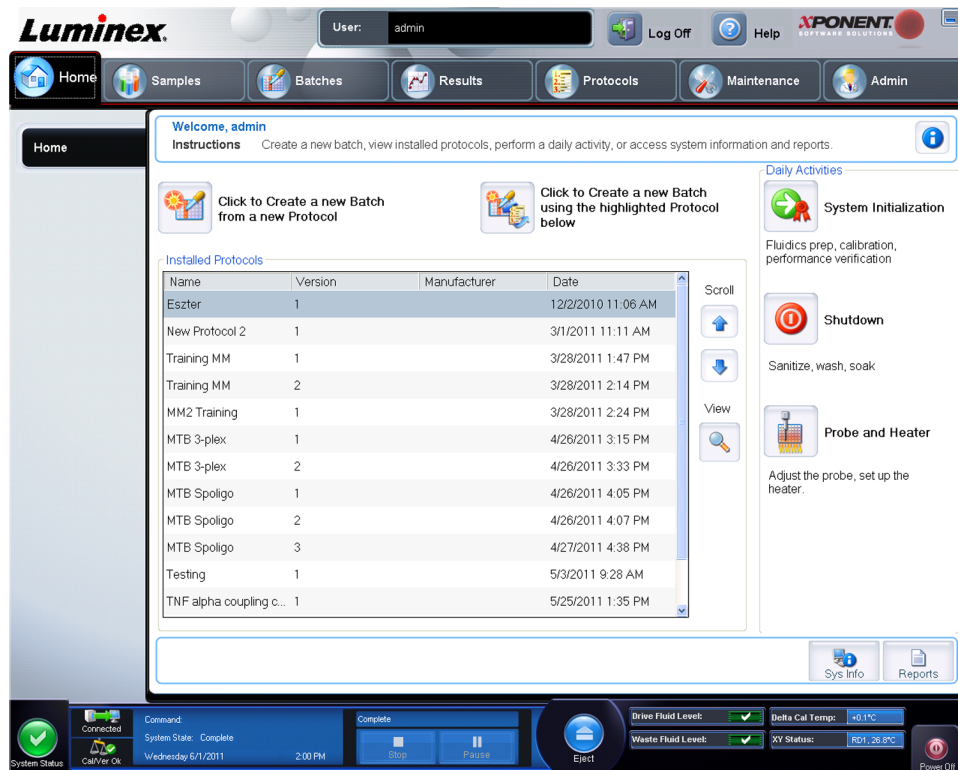 Luminex.
User: admin
Log Off
Help
XPONENT
SOFTWARE SOLUTIONS
Home
Samples
Batches
Results
Protocols
Maintenance
Admin
Home
Welcome, admin
Instructions Create a new batch, view installed protocols, perform a daily activity, or access system information and reports.
Click to Create a new Batch
from a new Protocol
Click to Create a new Batch
using the highlighted Protocol
below
Installed Protocols
Name Version Manufacturer Date
Eszter 1 12/2/2010 11:06 AM
New Protocol 2 1 3/1/2011 11:11 AM
Training MM 1 3/28/2011 1:47 PM
Training MM 2 3/28/2011 2:14 PM
MM2 Training 1 3/28/2011 2:24 PM
MTB 3-plex 1 4/26/2011 3:15 PM
MTB 3-plex 2 4/26/2011 3:33 PM
MTB Spoligo 1 4/26/2011 4:05 PM
MTB Spoligo 2 4/26/2011 4:07 PM
MTB Spoligo 3 4/27/2011 4:38 PM
Testing 1 5/3/2011 9:28 AM
TNF alpha coupling c... 1 5/25/2011 1:35 PM
Scroll
View
Daily Activities
System Initialization
Fluidics prep, calibration,
performance verification
Shutdown
Sanitize, wash, soak
Probe and Heater
Adjust the probe, set up the
heater.
Sys Info
Reports
System Status
Connected
Cal/Ver Ok
Command:
System State: Complete
Wednesday 6/1/2011 2:00 PM
Complete
Stop
Pause
Eject
Drive Fluid Level:
Waste Fluid Level:
Delta Cal Temp: +0.1°C
XY Status: RD1, 26.8°C
Power Off